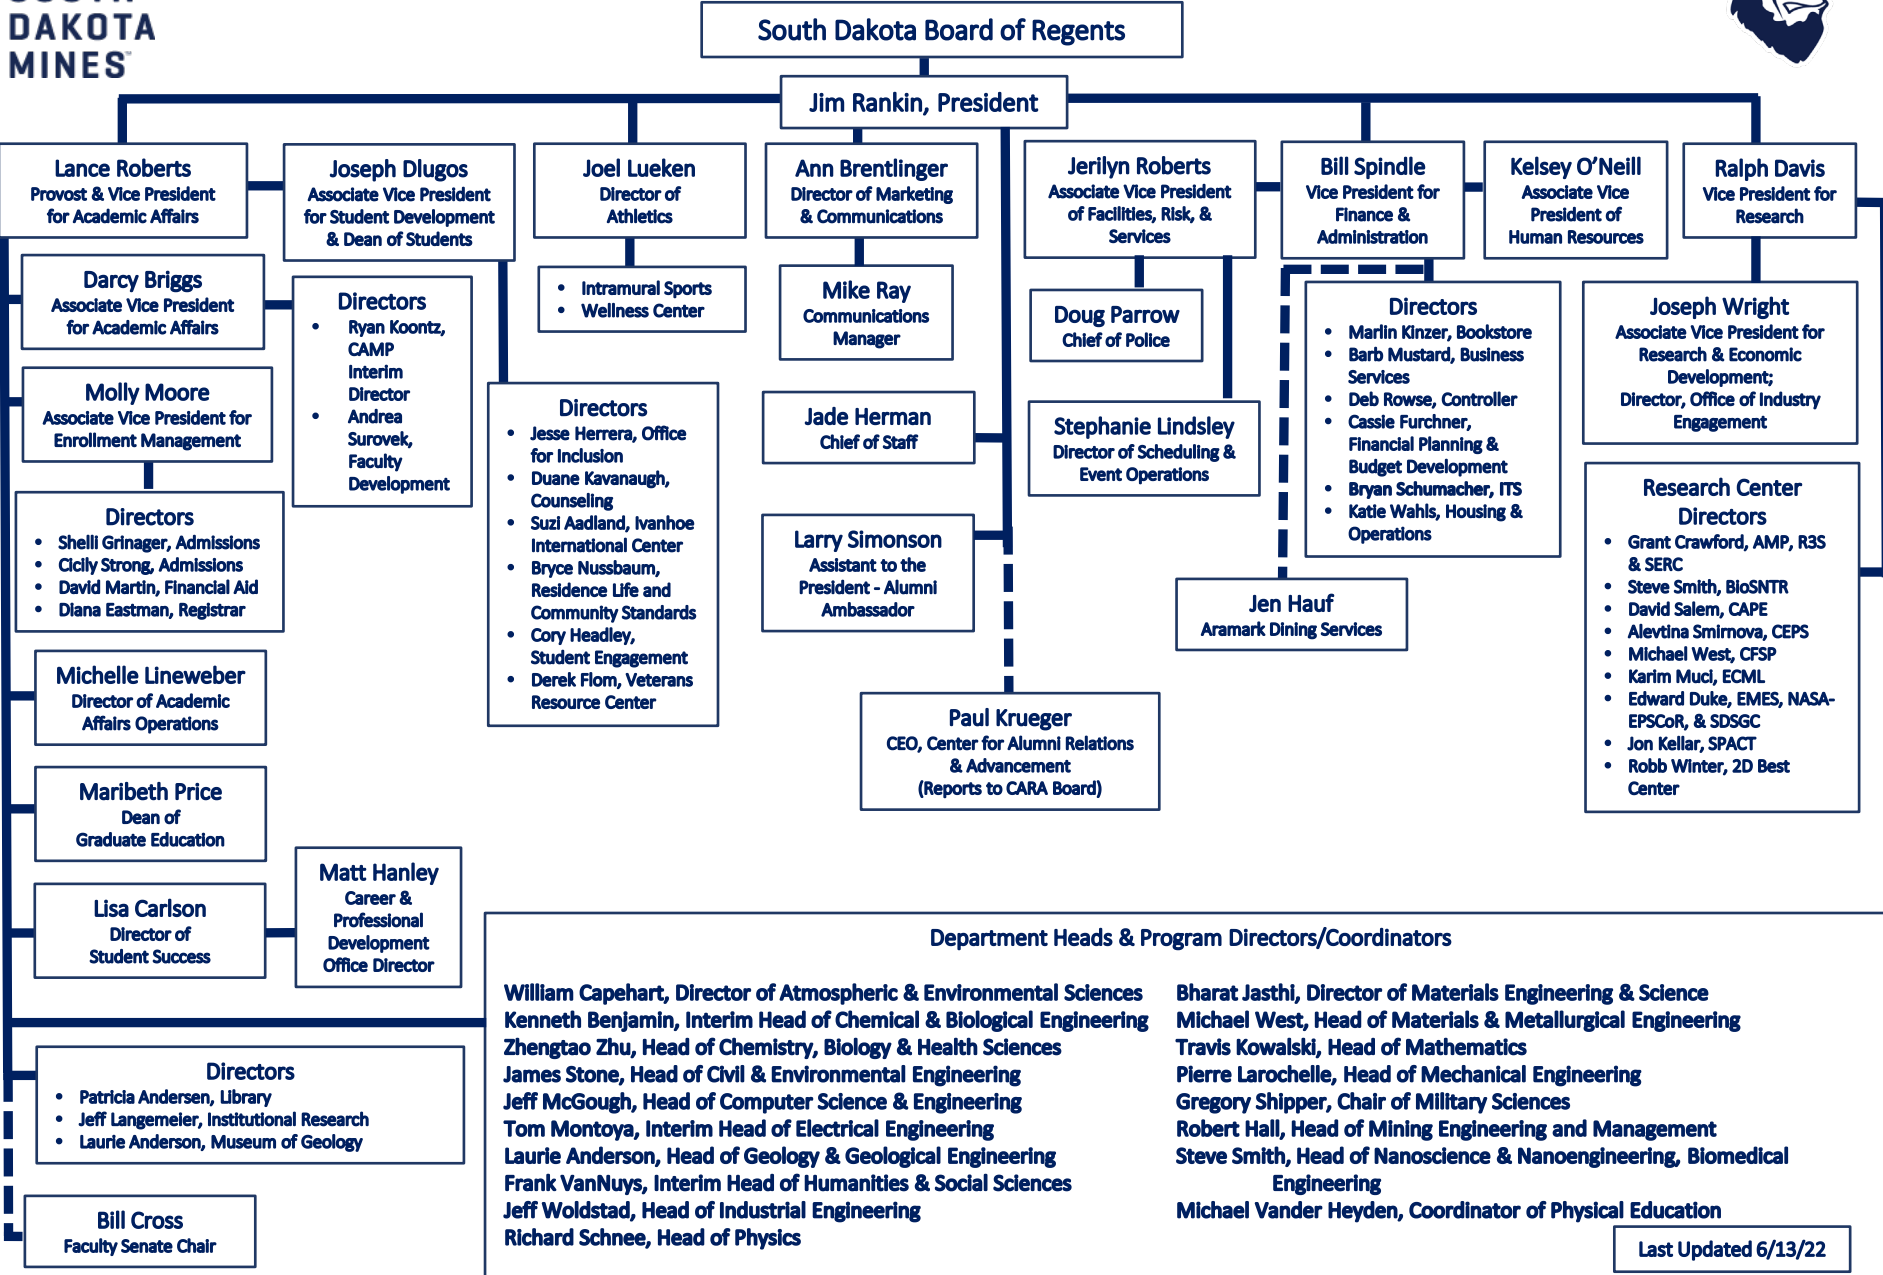 DAKOTA
MINES
South Dakota Board of Regents
Jim Rankin, President
Lance Roberts
Provost & Vice President
for Academic Affairs
Joseph Dlugos
Associate Vice President
for Student Development
& Dean of Students
Joel Lueken
Director of
Athletics
Ann Brentlinger
Director of Marketing
& Communications
Jerilyn Roberts
Associate Vice President
of Facilities, Risk, &
Services
Bill Spindle
Vice President for
Finance &
Administration
Kelsey O’Neill
Associate Vice
President of
Human Resources
Ralph Davis
Vice President for
Research
Darcy Briggs
Associate Vice President
for Academic Affairs
Directors
• Ryan Koontz,
CAMP
Interim
Director
• Andrea
Surovek,
Faculty
Development
• Intramural Sports
• Wellness Center
Mike Ray
Communications
Manager
Doug Parrow
Chief of Police
Directors
• Marlin Kinzer, Bookstore
• Barb Mustard, Business
Services
• Deb Rowse, Controller
• Cassie Furchner,
Financial Planning &
Budget Development
• Bryan Schumacher, ITS
• Katie Wahls, Housing &
Operations
Joseph Wright
Associate Vice President for
Research & Economic
Development;
Director, Office of Industry
Engagement
Molly Moore
Associate Vice President for
Enrollment Management
Directors
• Jesse Herrera, Office
for Inclusion
• Duane Kavanaugh,
Counseling
• Suzi Aadland, Ivanhoe
International Center
• Bryce Nussbaum,
Residence Life and
Community Standards
• Cory Headley,
Student Engagement
• Derek Flom, Veterans
Resource Center
Jade Herman
Chief of Staff
Stephanie Lindsley
Director of Scheduling &
Event Operations
Research Center
Directors
• Grant Crawford, AMP, R3S
& SERC
• Steve Smith, BioSNTR
• David Salem, CAPE
• Alevtina Smirnova, CEPS
• Michael West, CFSP
• Karim Muci, ECML
• Edward Duke, EMES, NASA-
EPSCoR, & SDSGC
• Jon Kellar, SPACT
• Robb Winter, 2D Best
Center
Directors
• Shelli Grinager, Admissions
• Cicily Strong, Admissions
• David Martin, Financial Aid
• Diana Eastman, Registrar
Larry Simonson
Assistant to the
President - Alumni
Ambassador
Jen Hauf
Aramark Dining Services
Michelle Lineweber
Director of Academic
Affairs Operations
Paul Krueger
CEO, Center for Alumni Relations
& Advancement
(Reports to CARA Board)
Maribeth Price
Dean of
Graduate Education
Lisa Carlson
Director of
Student Success
Matt Hanley
Career &
Professional
Development
Office Director
Department Heads & Program Directors/Coordinators
William Capehart, Director of Atmospheric & Environmental Sciences
Kenneth Benjamin, Interim Head of Chemical & Biological Engineering
Zhengtao Zhu, Head of Chemistry, Biology & Health Sciences
James Stone, Head of Civil & Environmental Engineering
Jeff McGough, Head of Computer Science & Engineering
Tom Montoya, Interim Head of Electrical Engineering
Laurie Anderson, Head of Geology & Geological Engineering
Frank VanNuys, Interim Head of Humanities & Social Sciences
Jeff Woldstad, Head of Industrial Engineering
Richard Schnee, Head of Physics
Bharat Jasthi, Director of Materials Engineering & Science
Michael West, Head of Materials & Metallurgical Engineering
Travis Kowalski, Head of Mathematics
Pierre Larochelle, Head of Mechanical Engineering
Gregory Shipper, Chair of Military Sciences
Robert Hall, Head of Mining Engineering and Management
Steve Smith, Head of Nanoscience & Nanoengineering, Biomedical
Engineering
Michael Vander Heyden, Coordinator of Physical Education
Directors
• Patricia Andersen, Library
• Jeff Langemeier, Institutional Research
• Laurie Anderson, Museum of Geology
Bill Cross
Faculty Senate Chair
Last Updated 6/13/22